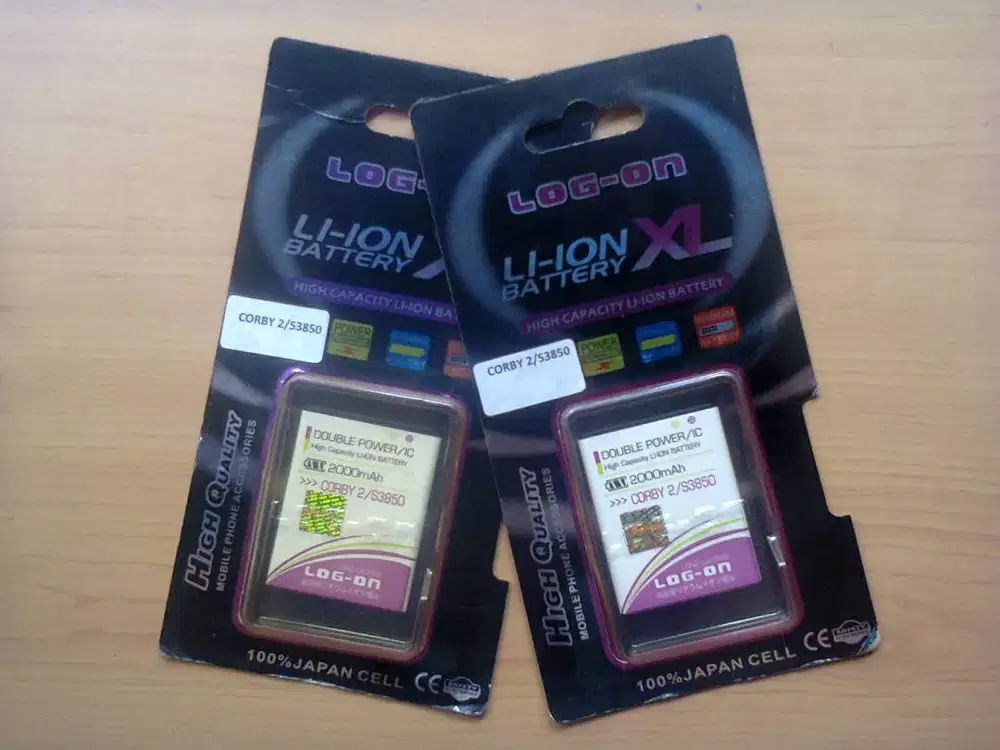 LOG-
LI-ION
BATTERY
HIGH CAPACITY LI-ION BA
CORBY 2/S3850
POWER
DOUBLE POWER/IC
High Capacity LI-ION BATTERY
2000mAh
>>> CORBY 2/S3850
LOG-ON
HIGH QUALITY
MOBILE PHONE ACCESSORIES
100%JAPAN CELL CE
LOG-ON
LI-ION XL
BATTERY
HIGH CAPACITY LI-ION BATTERY
CORBY 2/S3850
POWER
DOUBLE POWER/IC
High Capacity LI-ION BATTERY
2000mAh
>>> CORBY 2/S3850
LOG-ON
HIGH QUALITY
MOBILE PHONE ACCESSORIES
100%JAPAN CELL CE